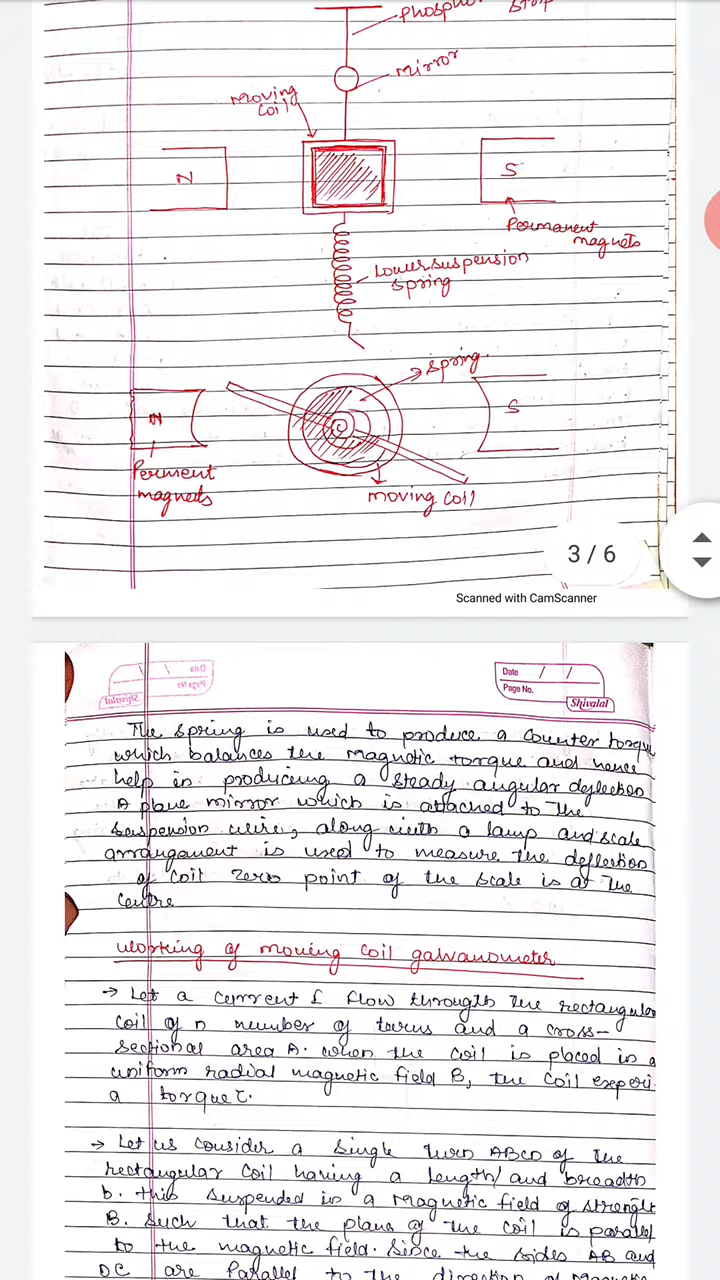 strip
mirror
moving
coil
N
S
Permanent
magnets
Lower suspension
spring
spring
N
S
Perment
magnets
moving coil
3 / 6
Scanned with CamScanner
Date / /
Page No.
Shivalal
The spring is used to produce a counter torque
which balances the magnetic torque and hence
help in producing a steady angular deflection
A plane mirror which is attached to the
suspension wire, along with a lamp and scale
arrangement is used to measure the deflection
of coil zero point of the scale is at the
centre
Working of moving coil galvanometer
→ Let a current I flow through the rectangular
coil of n number of turns and a cross-
sectional area A. when the coil is placed in a
uniform radial magnetic field B, the coil experi
a torque τ.
→ Let us consider a single turn ABCD of the
rectangular coil having a length l and breadth
b. this suspended in a magnetic field of strength
B. such that the plane of the coil is parallel
to the magnetic field. Since the sides AB and
DC are parallel to the direction of